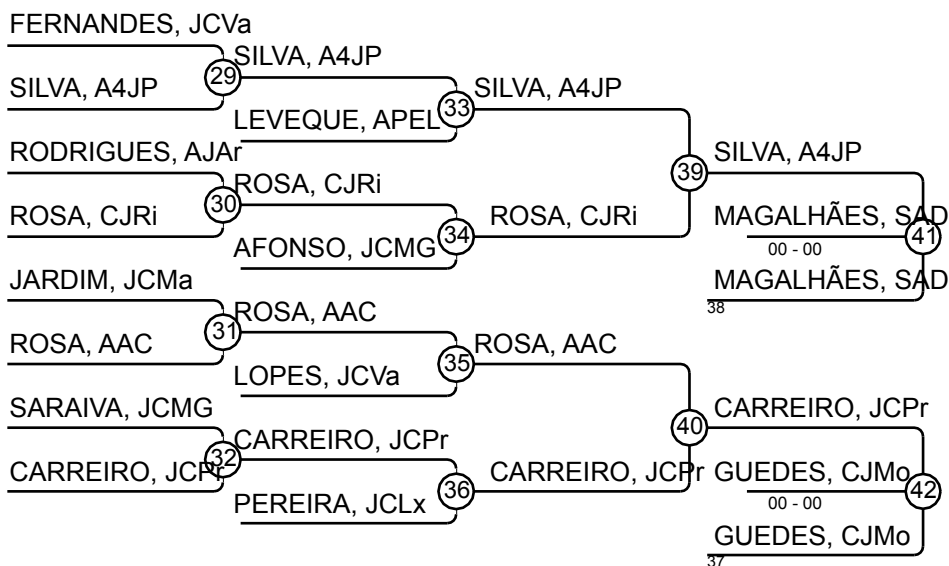 FERNANDES, JCVa
SILVA, A4JP
29
SILVA, A4JP
SILVA, A4JP
33
LEVEQUE, APEL
RODRIGUES, AJAr
SILVA, A4JP
39
ROSA, CJRi
30
ROSA, CJRi
ROSA, CJRi
MAGALHÃES, SAD
41
34
00 - 00
AFONSO, JCMG
JARDIM, JCMa
MAGALHÃES, SAD
38
ROSA, AAC
31
ROSA, AAC
ROSA, AAC
35
LOPES, JCVa
SARAIVA, JCMG
CARREIRO, JCPr
40
CARREIRO, JCPr
32
CARREIRO, JCPr
CARREIRO, JCPr
GUEDES, CJMo
42
36
00 - 00
PEREIRA, JCLx
GUEDES, CJMo
37